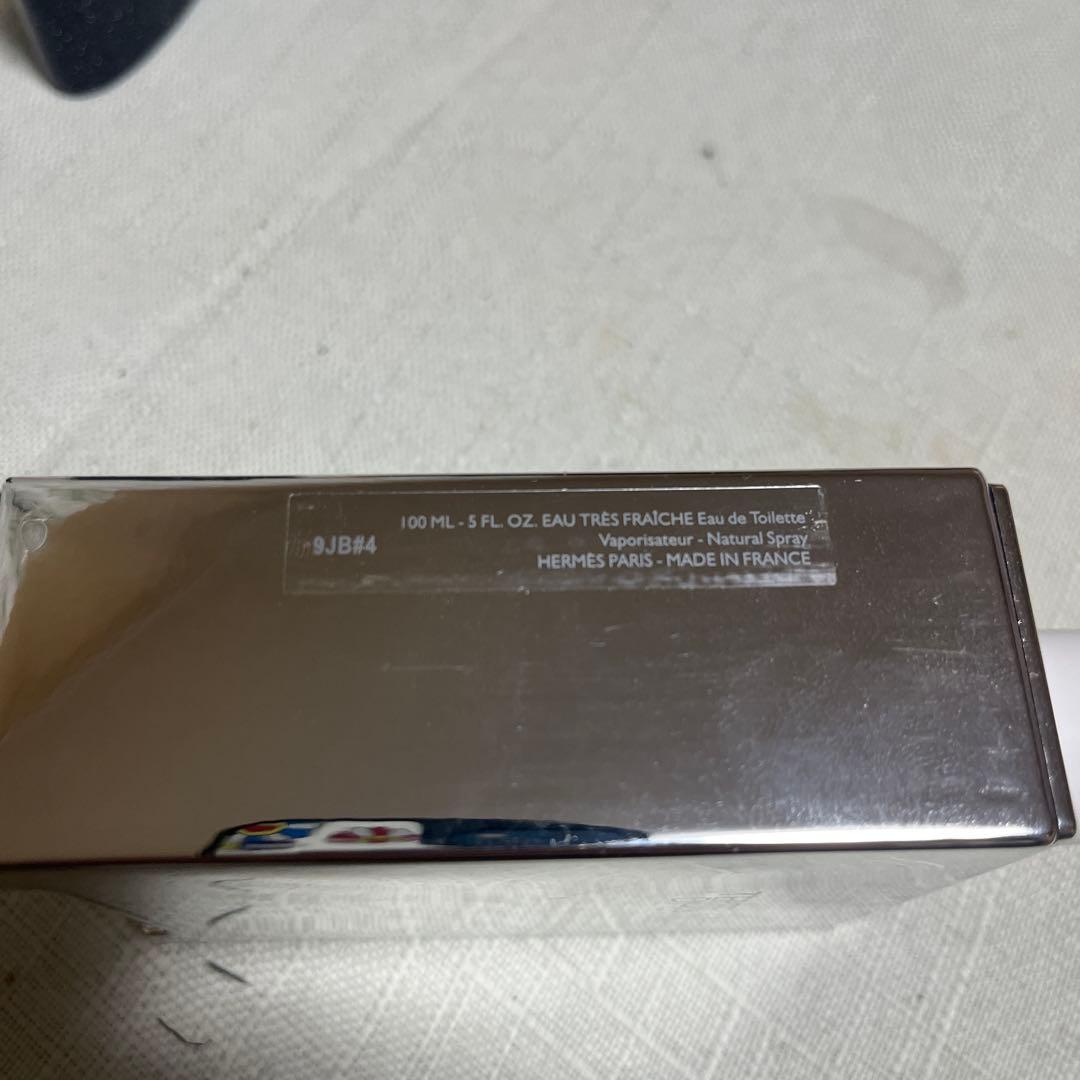 100 ML - 5 FL. OZ. EAU TRÈS FRAÎCHE Eau de Toilette
Vaporisateur - Natural Spray
HERMÈS PARIS - MADE IN FRANCE
9JB#4